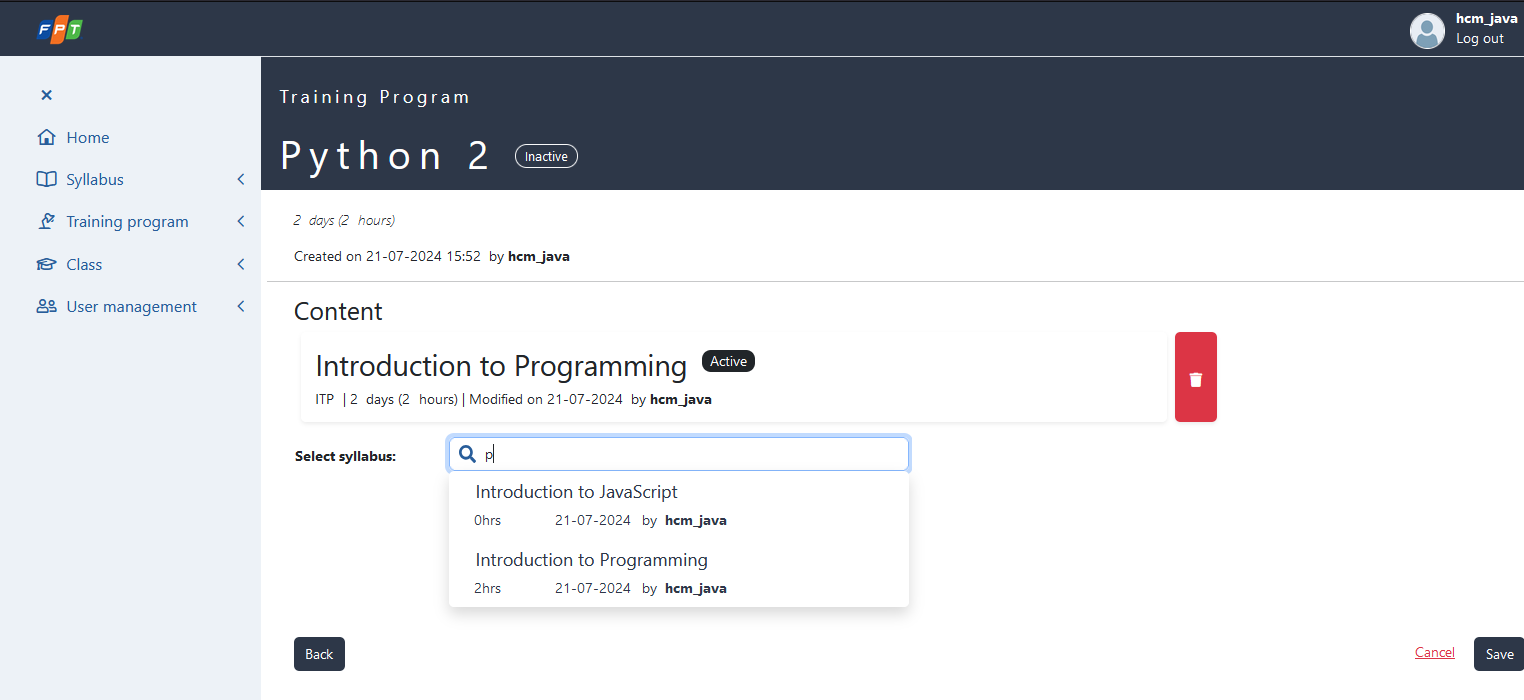 FPT
hcm_java
Log out
Training Program
Home
Python 2 Inactive
Syllabus
Training program
Class
User management
2 days (2 hours)
Created on 21-07-2024 15:52 by hcm_java
Content
Introduction to Programming Active
ITP | 2 days (2 hours) | Modified on 21-07-2024 by hcm_java
Select syllabus: p
Introduction to JavaScript
0hrs 21-07-2024 by hcm_java
Introduction to Programming
2hrs 21-07-2024 by hcm_java
Back Cancel Save